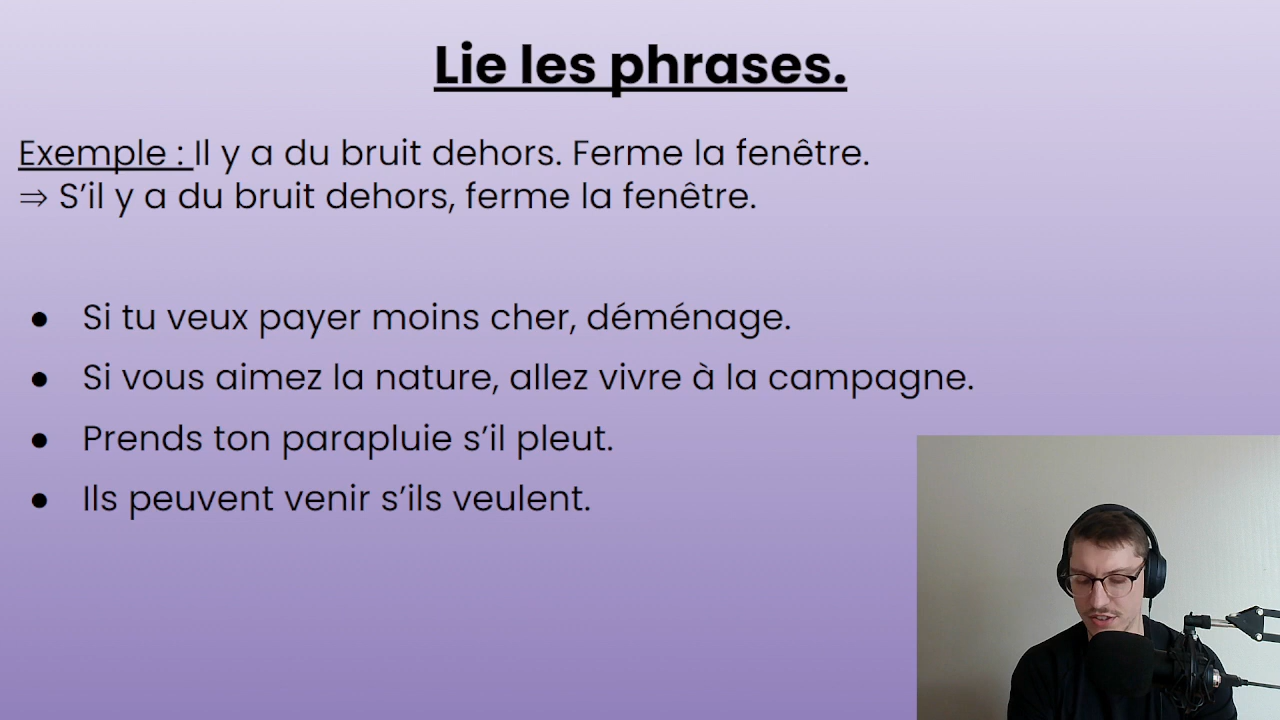 Lie les phrases.
Exemple : Il y a du bruit dehors. Ferme la fenêtre.
⇒ S’il y a du bruit dehors, ferme la fenêtre.
● Si tu veux payer moins cher, déménage.
● Si vous aimez la nature, allez vivre à la campagne.
● Prends ton parapluie s’il pleut.
● Ils peuvent venir s’ils veulent.